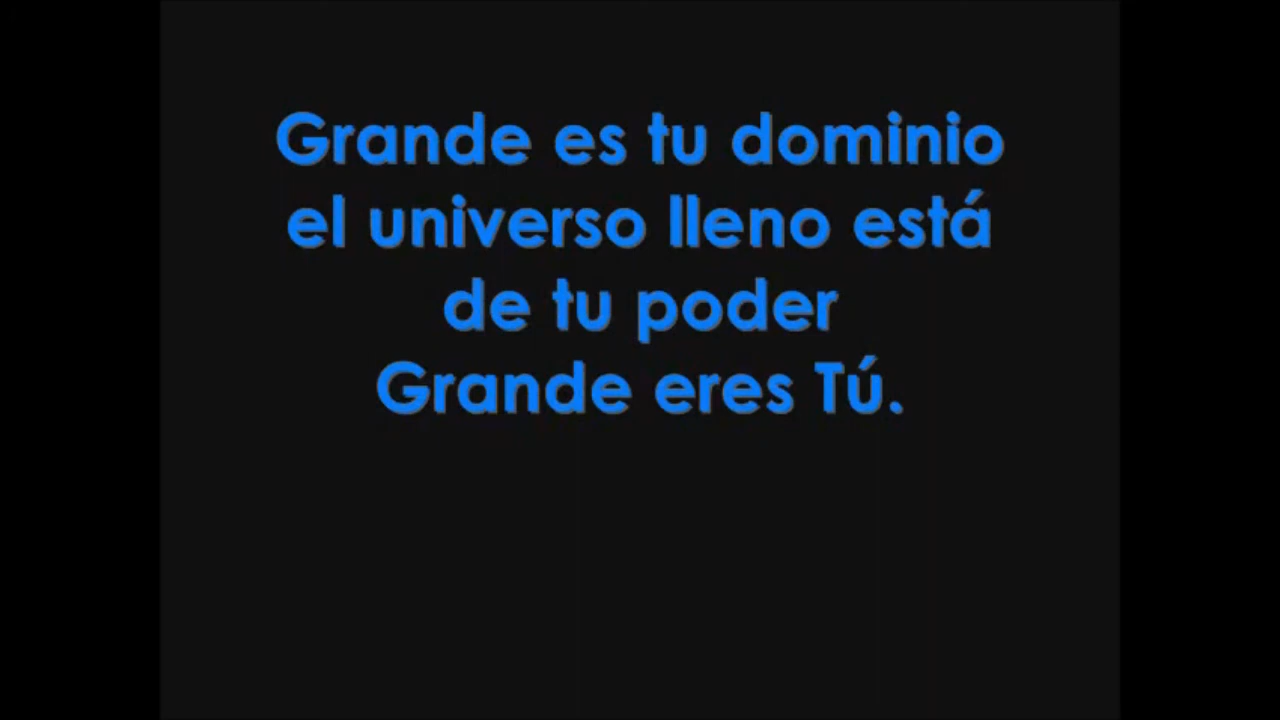 Grande es tu dominio
el universo lleno está
de tu poder
Grande eres Tú.